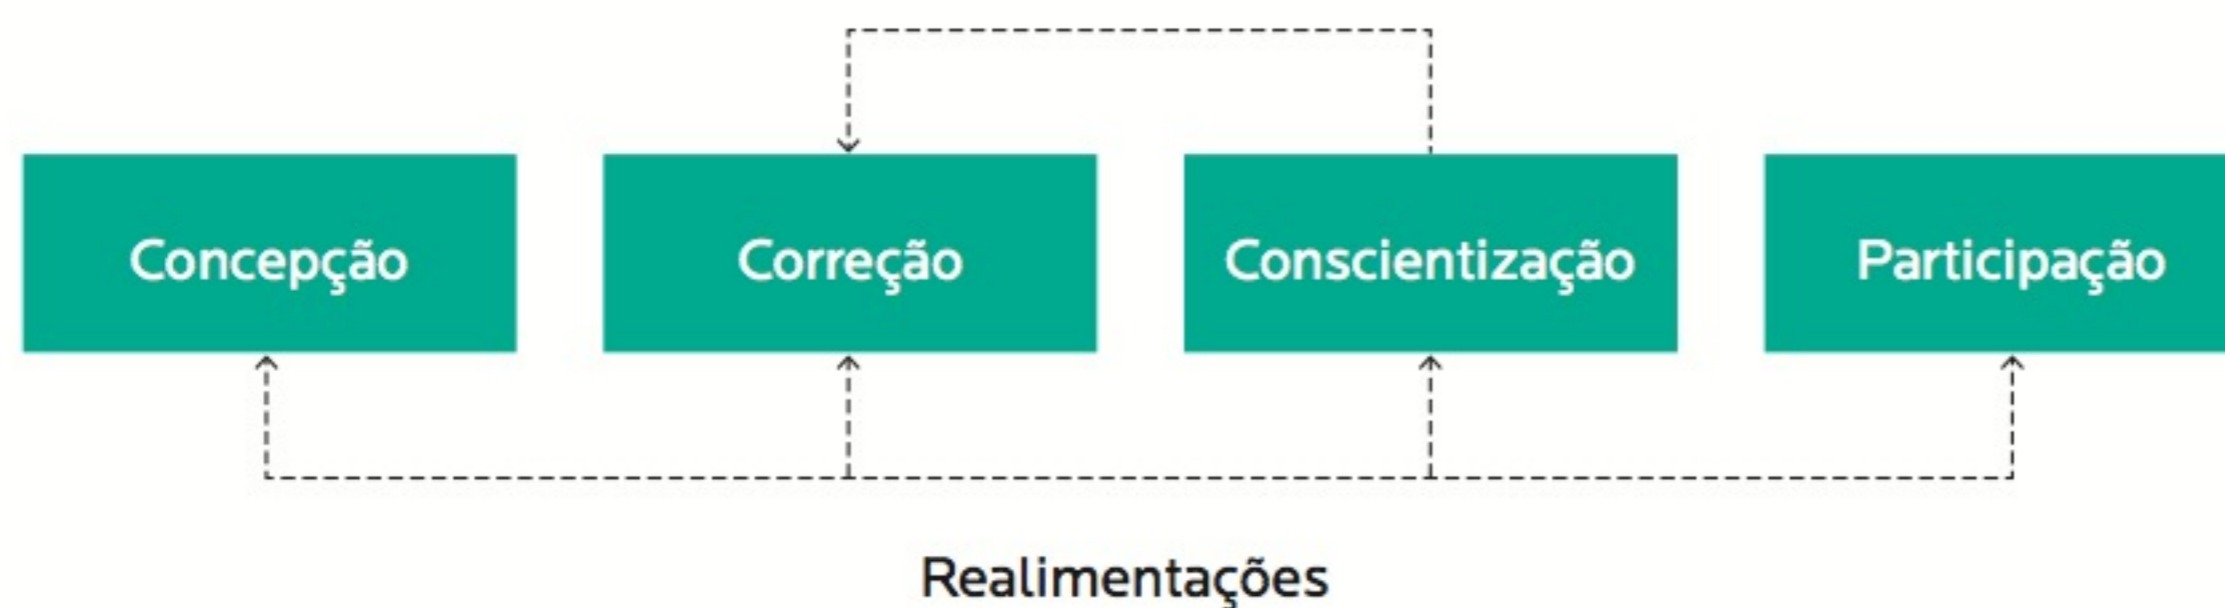 Concepção
Correção
Conscientização
Participação
Realimentações